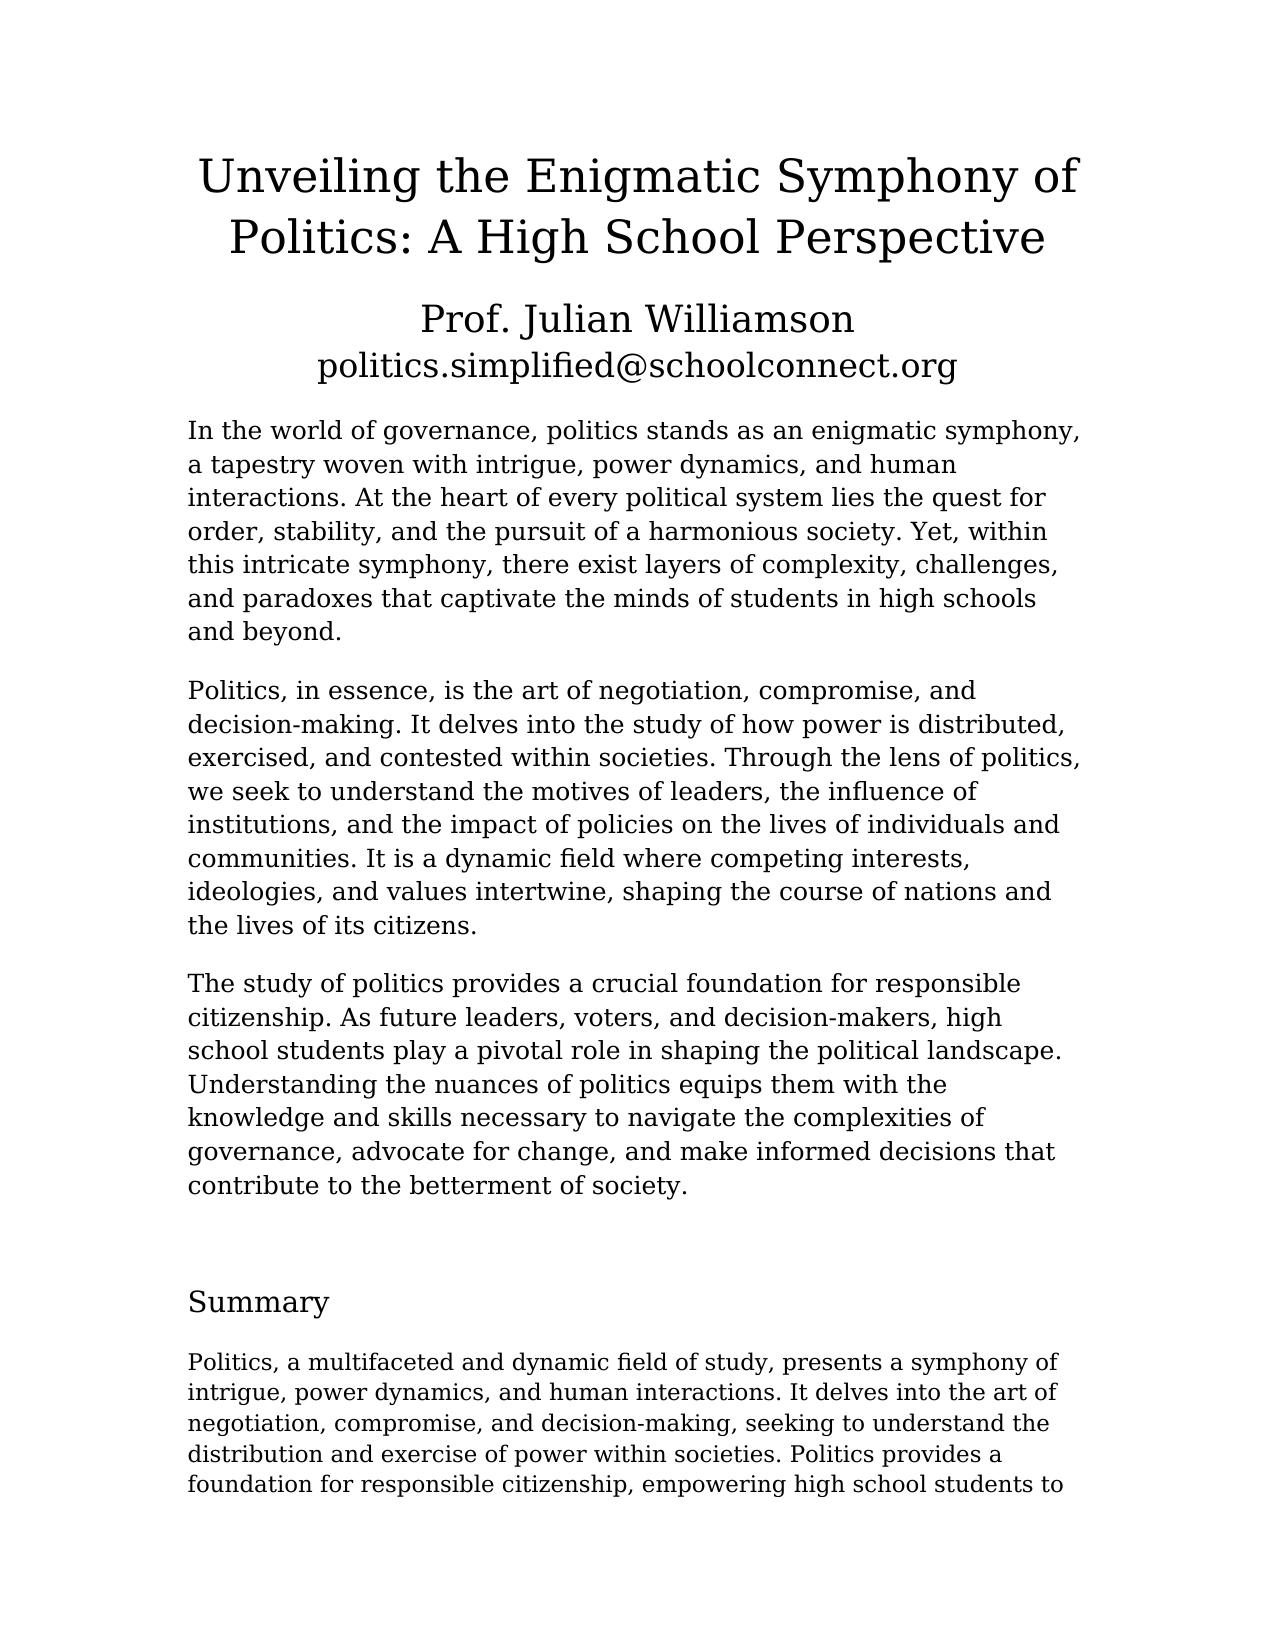 Unveiling the Enigmatic Symphony of
Politics: A High School Perspective
Prof. Julian Williamson
politics.simplified@schoolconnect.org
In the world of governance, politics stands as an enigmatic symphony,
a tapestry woven with intrigue, power dynamics, and human
interactions. At the heart of every political system lies the quest for
order, stability, and the pursuit of a harmonious society. Yet, within
this intricate symphony, there exist layers of complexity, challenges,
and paradoxes that captivate the minds of students in high schools
and beyond.
Politics, in essence, is the art of negotiation, compromise, and
decision-making. It delves into the study of how power is distributed,
exercised, and contested within societies. Through the lens of politics,
we seek to understand the motives of leaders, the influence of
institutions, and the impact of policies on the lives of individuals and
communities. It is a dynamic field where competing interests,
ideologies, and values intertwine, shaping the course of nations and
the lives of its citizens.
The study of politics provides a crucial foundation for responsible
citizenship. As future leaders, voters, and decision-makers, high
school students play a pivotal role in shaping the political landscape.
Understanding the nuances of politics equips them with the
knowledge and skills necessary to navigate the complexities of
governance, advocate for change, and make informed decisions that
contribute to the betterment of society.
Summary
Politics, a multifaceted and dynamic field of study, presents a symphony of
intrigue, power dynamics, and human interactions. It delves into the art of
negotiation, compromise, and decision-making, seeking to understand the
distribution and exercise of power within societies. Politics provides a
foundation for responsible citizenship, empowering high school students to